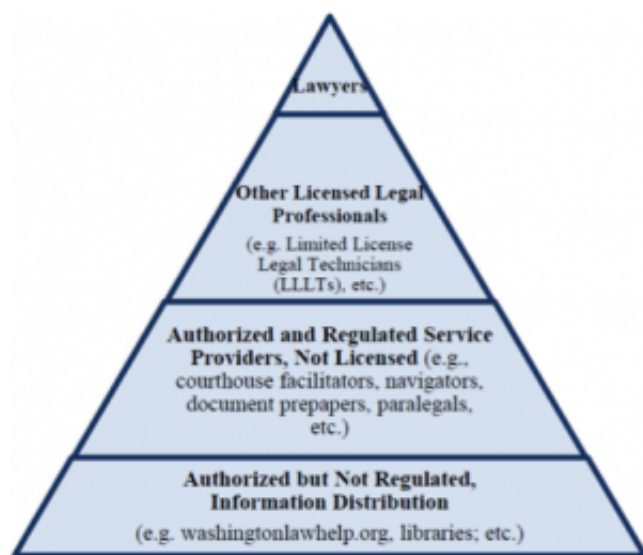 Lawyers
Other Licensed Legal
Professionals
(e.g. Limited License
Legal Technicians
(LLLTs), etc.)
Authorized and Regulated Service
Providers, Not Licensed (e.g.,
courthouse facilitators, navigators,
document prepapers, paralegals,
etc.)
Authorized but Not Regulated,
Information Distribution
(e.g. washingtonlawhelp.org, libraries; etc.)